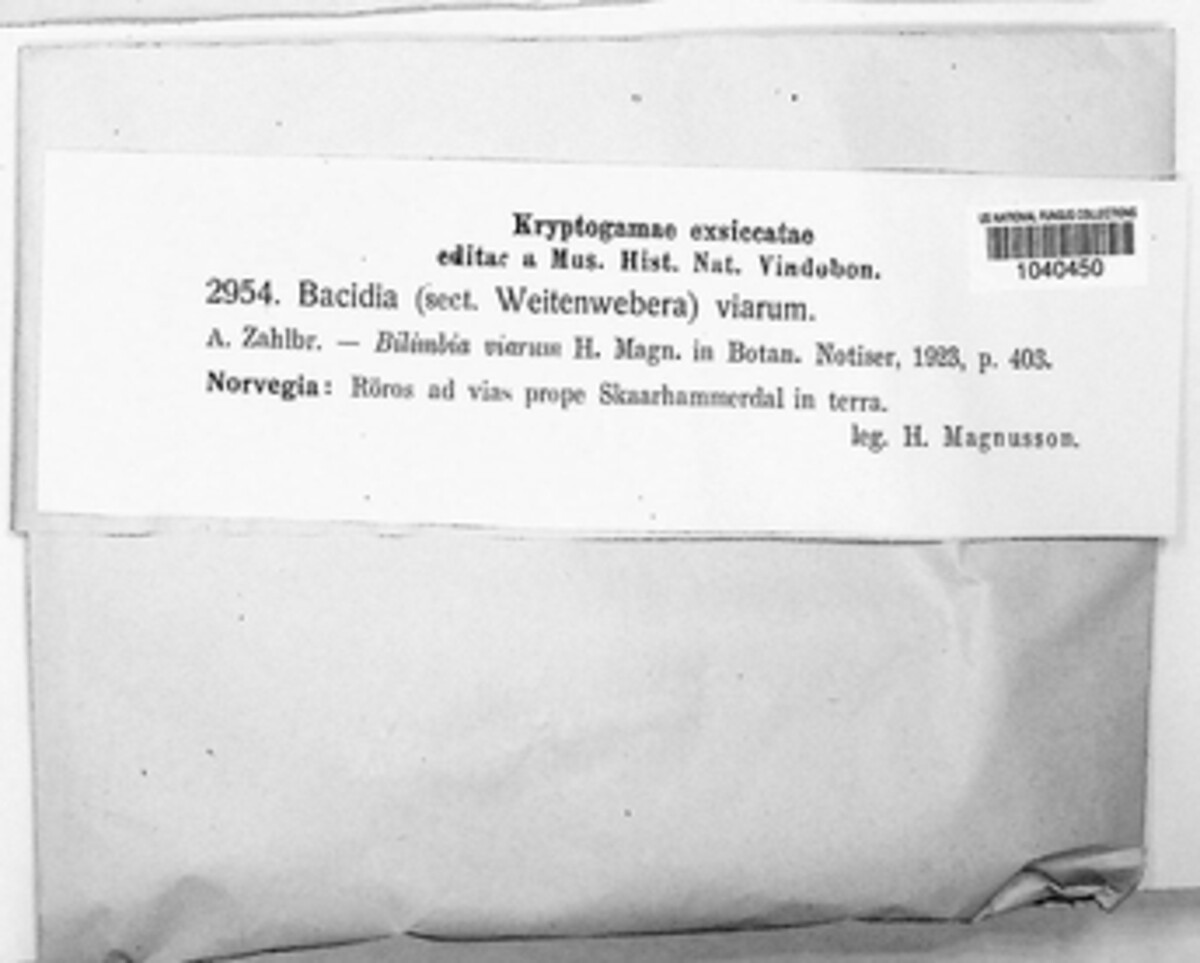 Kryptogamae exsiccatae
editae a Mus. Hist. Nat. Vindobon.
US NATIONAL FUNGUS COLLECTIONS
1040450
2954. Bacidia (sect. Weitenwebera) viarum.
A. Zahlbr. — Bilimbia viarum H. Magn. in Botan. Notiser, 1923, p. 403.
Norvegia: Röros ad vias prope Skaarhammerdal in terra.
leg. H. Magnusson.